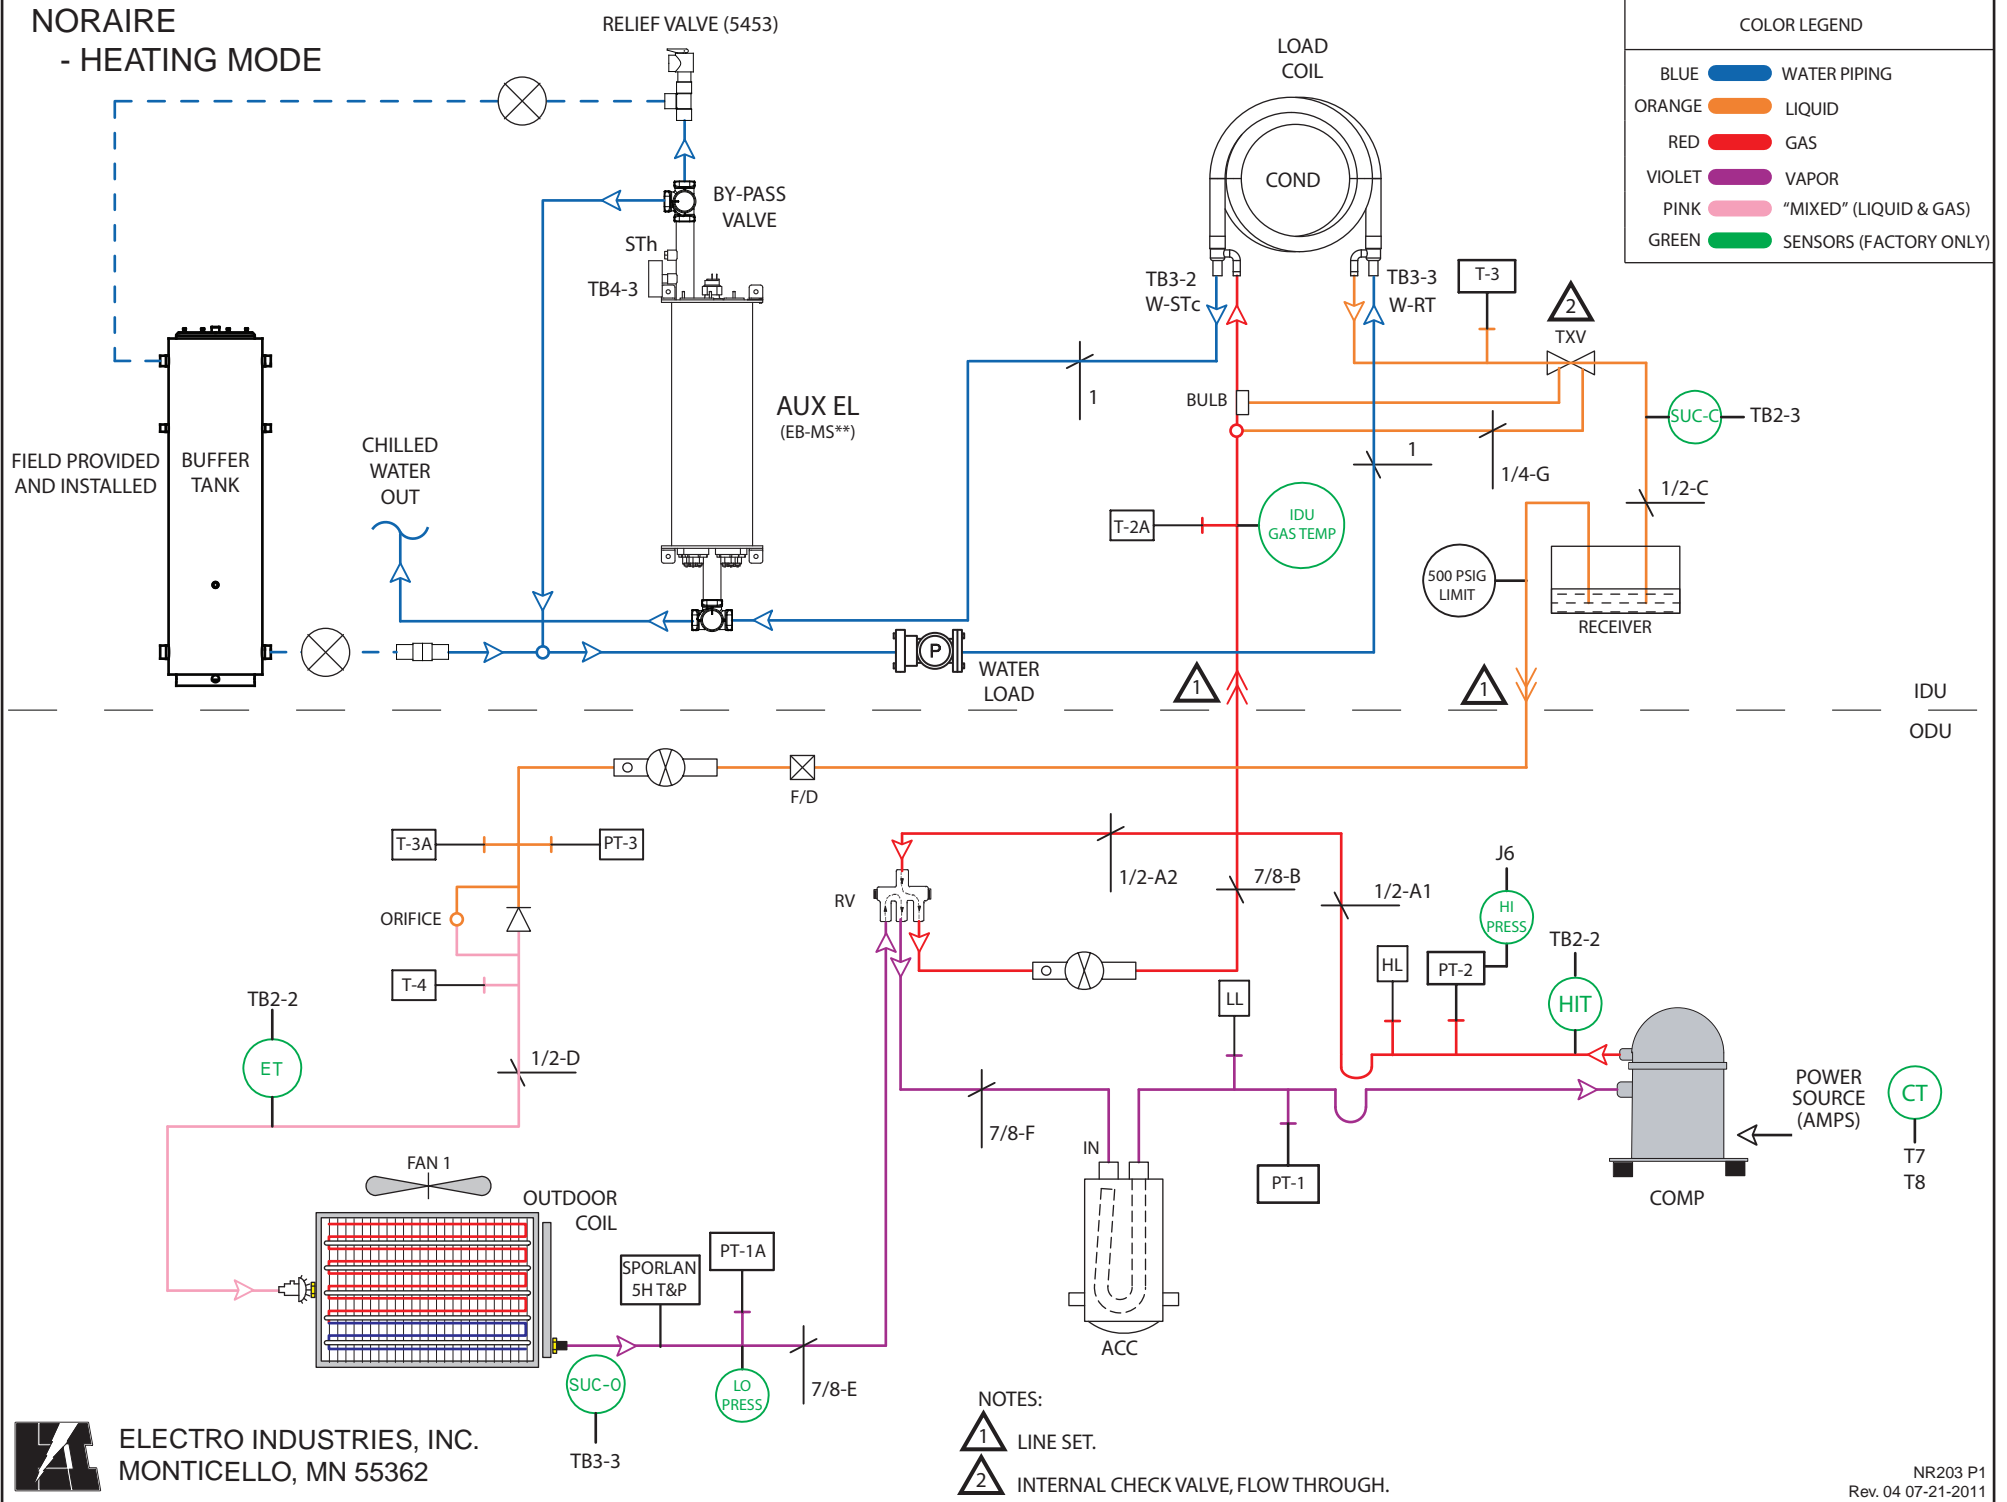 NORAIRE
- HEATING MODE
RELIEF VALVE (5453)
LOAD
COIL
COND
COLOR LEGEND
BLUE WATER PIPING
ORANGE LIQUID
RED GAS
VIOLET VAPOR
PINK “MIXED” (LIQUID & GAS)
GREEN SENSORS (FACTORY ONLY)
BY-PASS
VALVE
STh
TB4-3
TB3-2
W-STc
TB3-3
W-RT
T-3
2
TXV
BULB
1
AUX EL
(EB-MS**)
SUC-C
TB2-3
FIELD PROVIDED
AND INSTALLED
BUFFER
TANK
CHILLED
WATER
OUT
1
1/4-G
1/2-C
T-2A
IDU
GAS TEMP
500 PSIG
LIMIT
RECEIVER
P
WATER
LOAD
1
1
IDU
ODU
F/D
T-3A
PT-3
1/2-A2
7/8-B
1/2-A1
J6
HI
PRESS
RV
ORIFICE
TB2-2
HL
PT-2
HIT
T-4
LL
TB2-2
ET
1/2-D
7/8-F
IN
PT-1
POWER
SOURCE
(AMPS)
CT
T7
T8
COMP
FAN 1
OUTDOOR
COIL
SPORLAN
5H T&P
PT-1A
ACC
SUC-O
LO
PRESS
7/8-E
TB3-3
NOTES:
1 LINE SET.
2 INTERNAL CHECK VALVE, FLOW THROUGH.
ELECTRO INDUSTRIES, INC.
MONTICELLO, MN 55362
NR203 P1
Rev. 04 07-21-2011